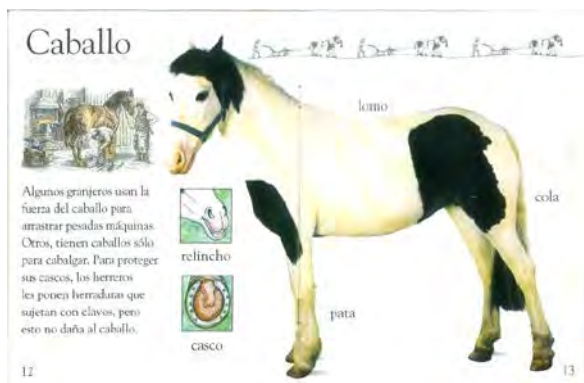 Caballo
lomo
Algunos granjeros usan la
fuerza del caballo para
arrastrar pesadas máquinas.
Otros, tienen caballos sólo
para cabalgar. Para proteger
sus cascos, los herreros
les ponen herraduras que
sujetan con clavos, pero
esto no daña al caballo.
relincho
casco
cola
pata
12
13